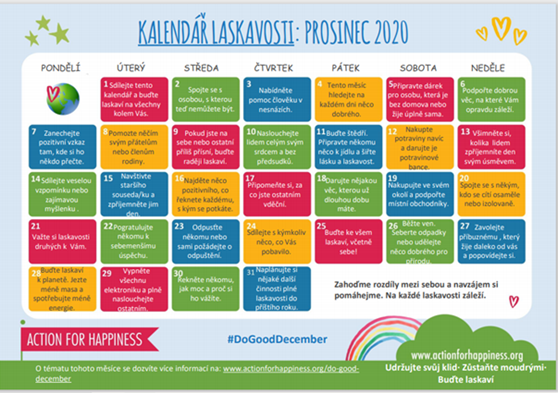 KALENDÁŘ LASKAVOSTI: PROSINEC 2020
PONDĚLÍ
ÚTERÝ
STŘEDA
ČTVRTEK
PÁTEK
SOBOTA
NEDĚLE
1 Sdílejte tento
kalendář a buďte
laskaví na všechny
kolem Vás.
2 Spojte se s
osobou, s kterou
teď nemůžete být.
3 Nabídněte
pomoc člověku v
nesnázích.
4 Tento měsíc
hledejte na
každém dni něco
dobrého.
5 Připravte dárek
pro osobu, která je
bez domova nebo
žije úplně sama.
6 Podpořte dobrou
věc, na které Vám
opravdu záleží.
7 Zanechejte
pozitivní vzkaz
tam, kde si ho
někdo přečte.
8 Pomozte něčím
svým přátelům
nebo členům
rodiny.
9 Pokud jste na
sebe nebo ostatní
příliš přísní, buďte
raději laskaví.
10 Naslouchejte
lidem celým svým
srdcem a bez
předsudků.
11 Buďte štědří.
Připravte někomu
něco k jídlu a šiřte
lásku a laskavost.
12 Nakupte
potraviny navíc
a darujte je
potravinové
bance.
13 Všimněte si,
kolika lidem
zpříjemníte den
svým úsměvem.
14 Sdílejte veselou
vzpomínku nebo
zajímavou
myšlenku .
15 Navštivte
staršího
souseda/ku a
zpříjemněte jim
den.
16 Najděte něco
pozitivního, co
řeknete každému,
s kým se potkáte.
17 Připomeňte si, za
co jste ostatním
vděční.
18 Darujte nějakou
věc, kterou už
dlouhou dobu
máte.
19 Nakupujte ve svém
okolí a podpořte
místní obchodníky.
20 Spojte se s někým,
kdo se cítí osaměle
nebo izolovaně.
21
Važte si laskavosti
druhých k Vám.
22 Pogratulujte
někomu k
sebemenšímu
úspěchu.
23 Odpusťte
někomu nebo
sami požádejte o
odpuštění.
24 Sdílejte s kýmkoliv
něco, co Vás
pobavilo.
25 Buďte ke všem
laskaví, včetně
sebe!
26 Běžte ven.
Seberte odpadky
nebo udělejte
něco dobrého pro
přírodu.
27 Zavolejte
příbuznému , který
žije daleko od vás
a popovídejte si.
28 Buďte laskaví
k planetě. Jezte
méně masa a
spotřebujte méně
energie.
29 Vypněte
všechnu
elektroniku a plně
naslouchejte
ostatním.
30 Řekněte někomu,
jak moc a proč si
ho vážíte.
31 Naplánujte si
nějaké další
činnosti plné
laskavosti do
příštího roku.
Zahoďme rozdíly mezi sebou a navzájem si
pomáhejme. Na každé laskavosti záleží.
ACTION FOR HAPPINESS
#DoGoodDecember
www.actionforhappiness.org
Udržujte svůj klid- Zůstaňte moudrými-
Buďte laskaví
O tématu tohoto měsíce se dozvíte více informací na: www.actionforhappiness.org/do-good-
december